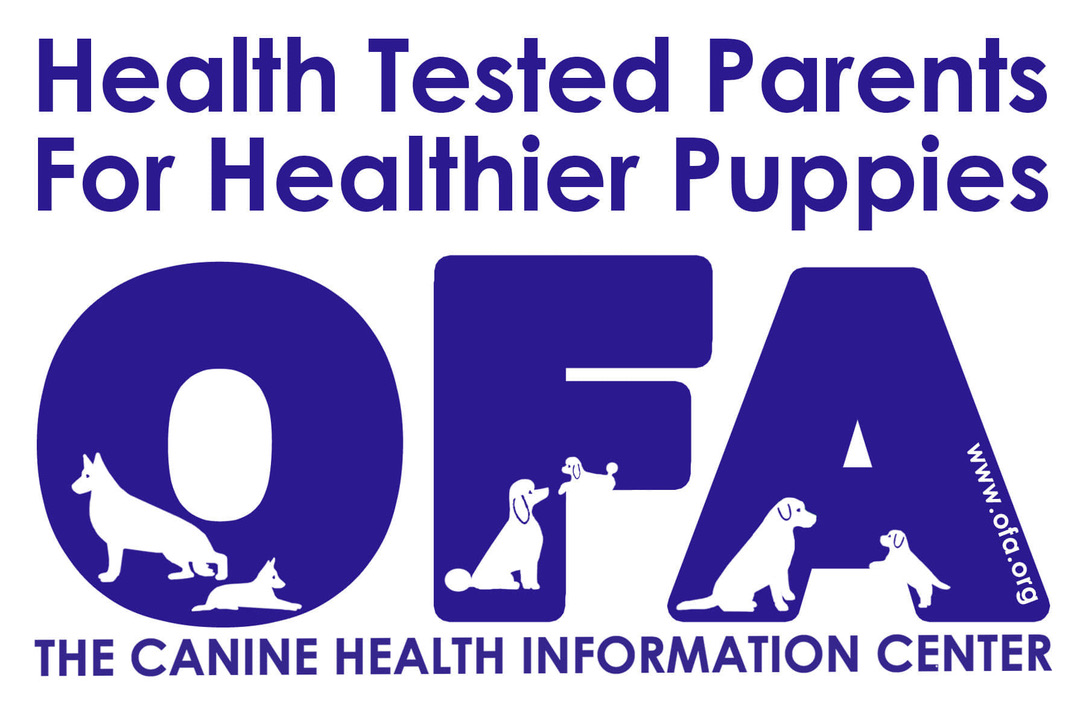 Health Tested Parents
For Healthier Puppies
OFA
www.ofa.org
THE CANINE HEALTH INFORMATION CENTER